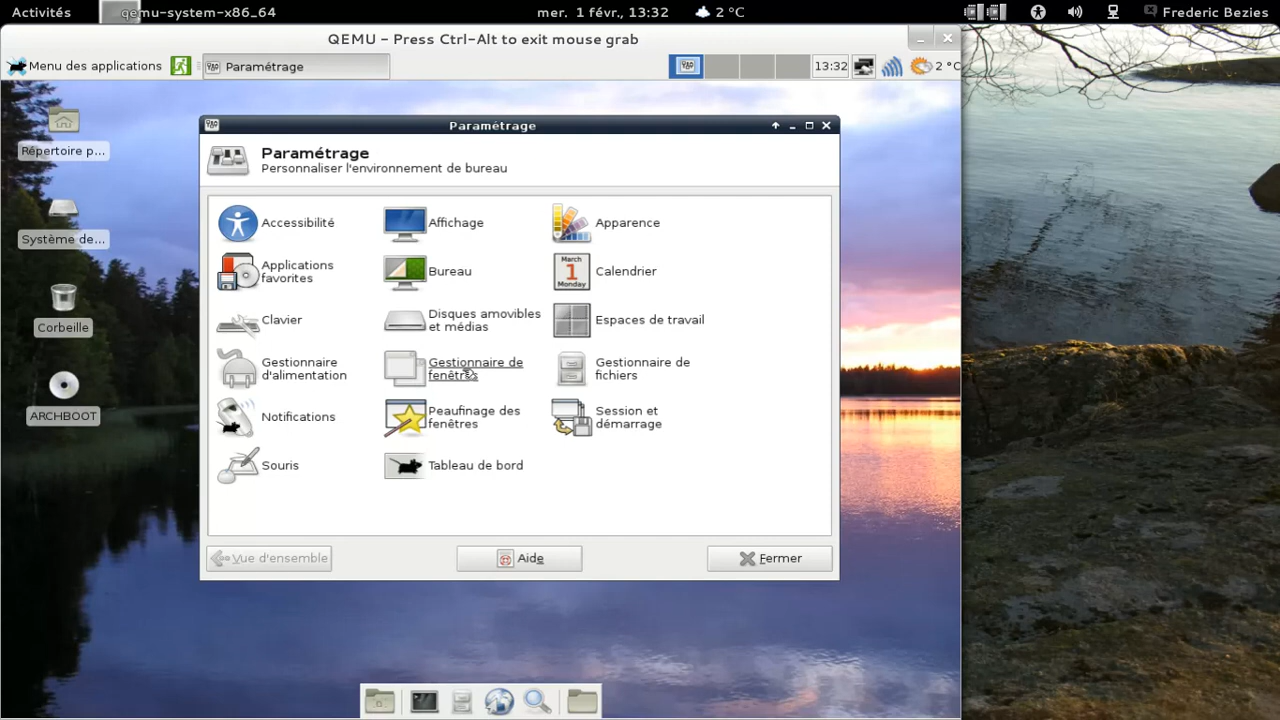 Activités qemu-system-x86_64 mer. 1 févr, 13:32 2 °C Frederic Bezies
QEMU - Press Ctrl-Alt to exit mouse grab
Menu des applications Paramétrage 13:32 2 °C
Paramétrage
Paramétrage
Personnaliser l'environnement de bureau
Répertoire p...
Système de...
Corbeille
ARCHBOOT
Accessibilité
Affichage
Apparence
Applications
favorites
Bureau
March
1
Monday
Calendrier
Clavier
Disques amovibles
et médias
Espaces de travail
Gestionnaire
d'alimentation
Gestionnaire de
fenêtres
Gestionnaire de
fichiers
Notifications
Peaufinage des
fenêtres
Session et
démarrage
Souris
Tableau de bord
Vue d'ensemble Aide Fermer